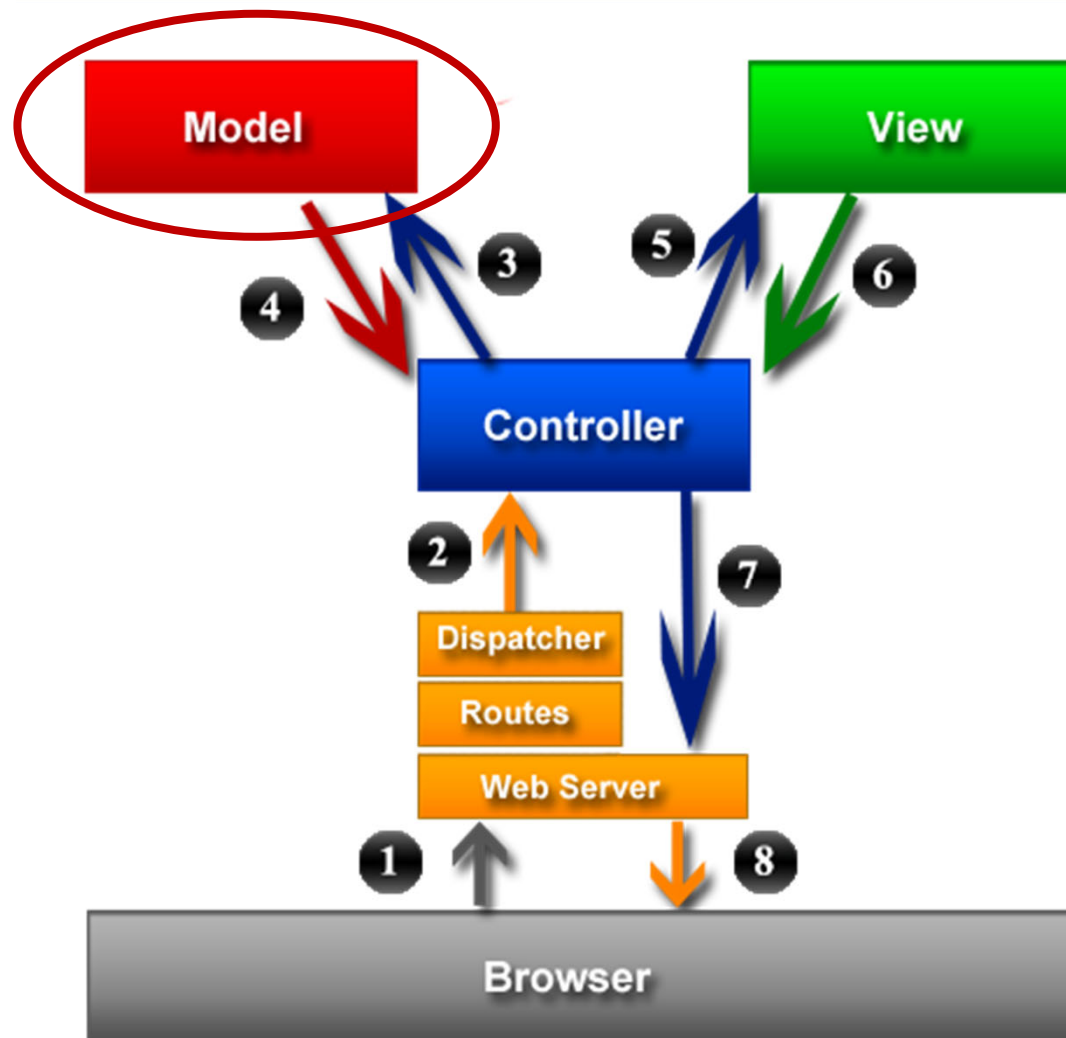 Model
View
3
5
6
4
Controller
2
7
Dispatcher
Routes
Web Server
1
8
Browser